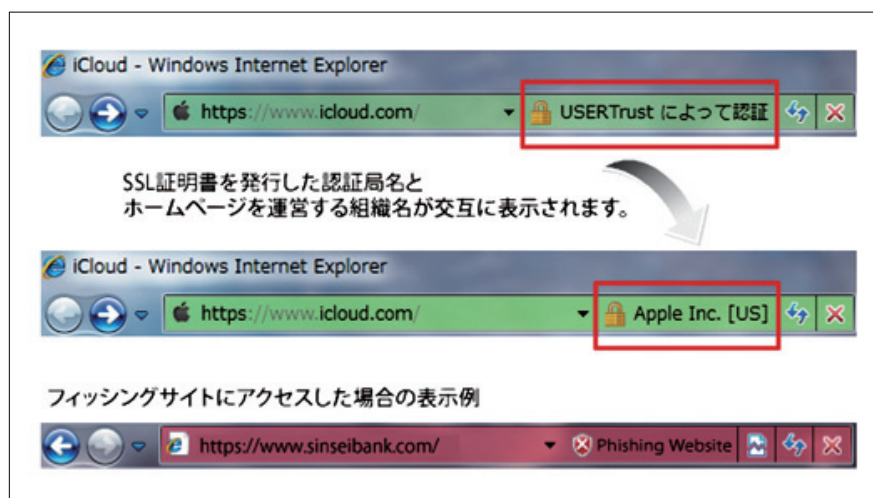 iCloud - Windows Internet Explorer
https://www.icloud.com/
USERTrust によって認証
SSL証明書を発行した認証局名と
ホームページを運営する組織名が交互に表示されます。
iCloud - Windows Internet Explorer
https://www.icloud.com/
Apple Inc. [US]
フィッシングサイトにアクセスした場合の表示例
https://www.sinseibank.com/
Phishing Website